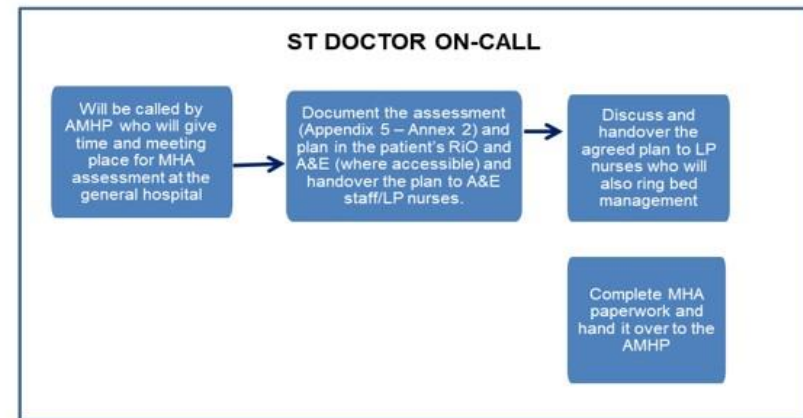 ST DOCTOR ON-CALL
Will be called by
AMHP who will give
time and meeting
place for MHA
assessment at the
general hospital
Document the assessment
(Appendix 5 – Annex 2) and
plan in the patient's RiO and
A&E (where accessible) and
handover the plan to A&E
staff/LP nurses.
Discuss and
handover the
agreed plan to LP
nurses who will
also ring bed
management
Complete MHA
paperwork and
hand it over to the
AMHP